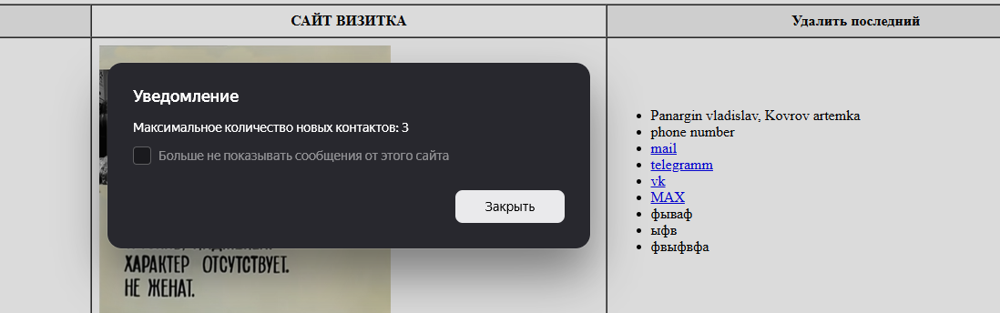 САЙТ ВИЗИТКА
Удалить последний
Уведомление
Максимальное количество новых контактов: 3
Больше не показывать сообщения от этого сайта
Закрыть
ХАРАКТЕР ОТСУТСТВУЕТ.
НЕ ЖЕНАТ.
Panargin vladislav, Kovrov artemka
phone number
mail
telegramm
vk
MAX
фываф
ыфв
фвыфвфа